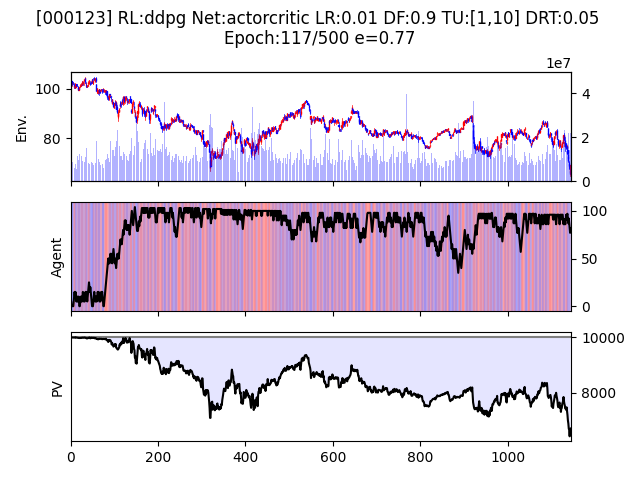 [000123] RL:ddpg Net:actorcritic LR:0.01 DF:0.9 TU:[1,10] DRT:0.05
Epoch:117/500 e=0.77
1e7
100
80
Env.
4
2
0
Agent
100
50
0
PV
10000
8000
0 200 400 600 800 1000